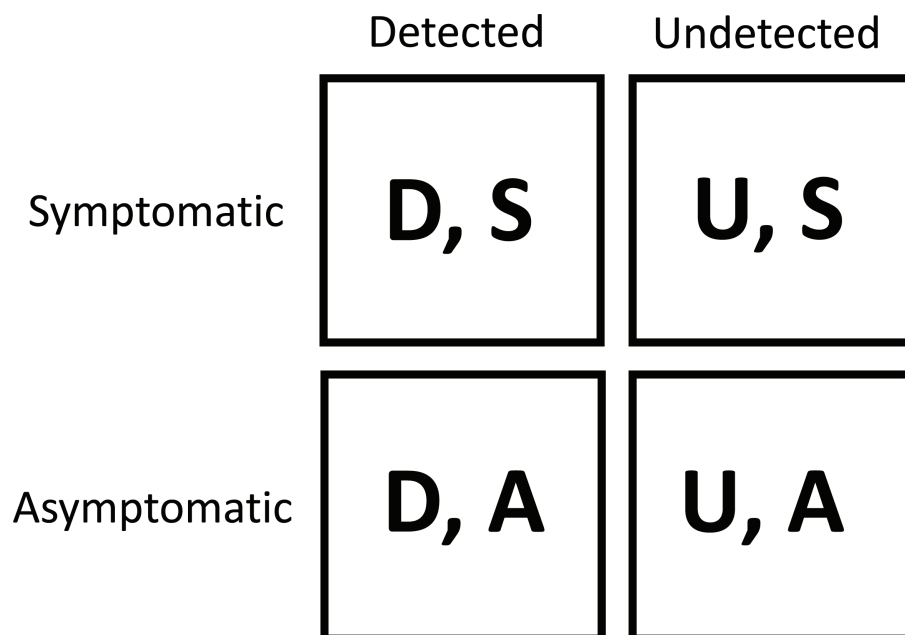 Detected Undetected
Symptomatic D, S U, S
Asymptomatic D, A U, A